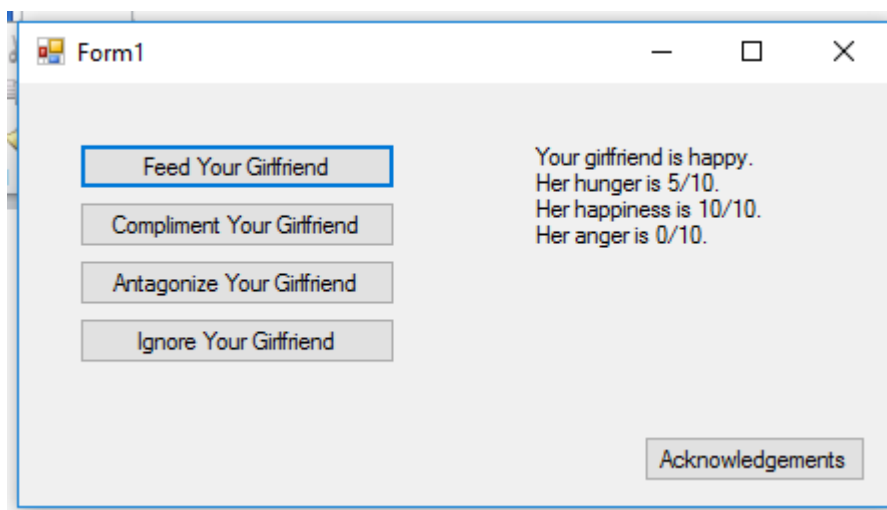 Form1
Feed Your Girlfriend
Compliment Your Girlfriend
Antagonize Your Girlfriend
Ignore Your Girlfriend
Your girlfriend is happy.
Her hunger is 5/10.
Her happiness is 10/10.
Her anger is 0/10.
Acknowledgements